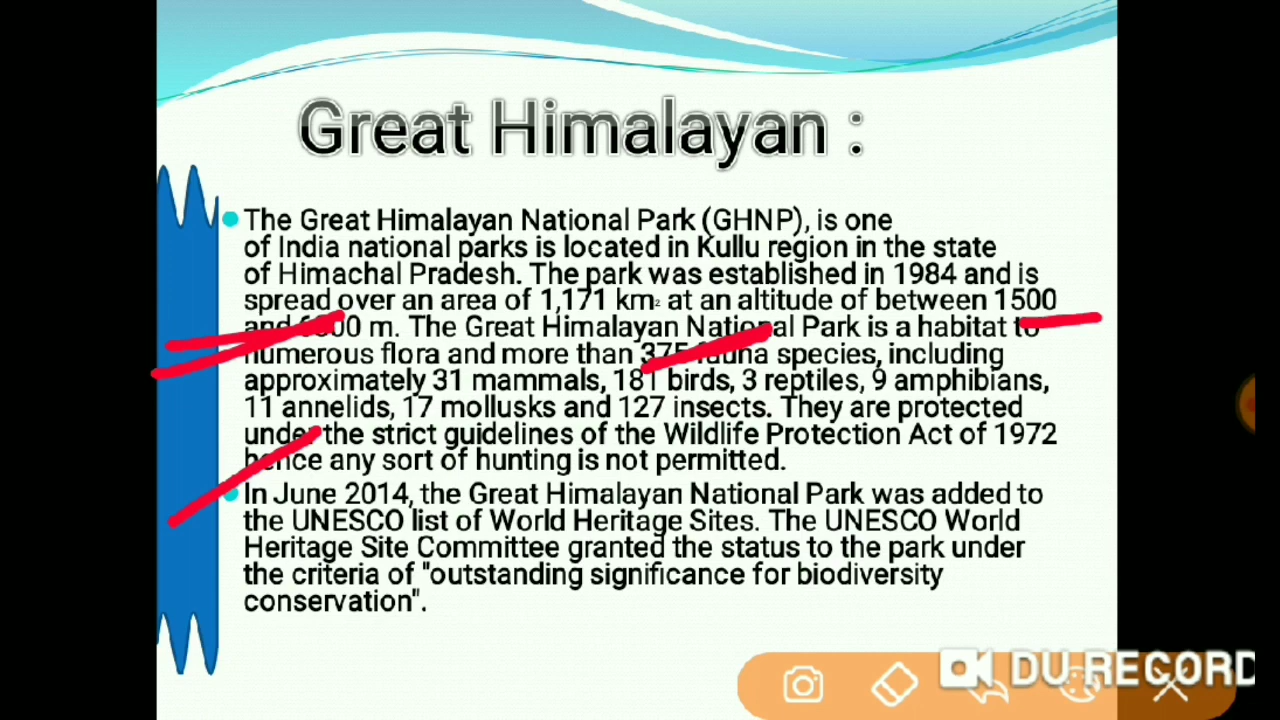 Great Himalayan :
The Great Himalayan National Park (GHNP), is one
of India national parks is located in Kullu region in the state
of Himachal Pradesh. The park was established in 1984 and is
spread over an area of 1,171 km2 at an altitude of between 1500
and m. The Great Himalayan National Park is a habitat to
numerous flora and more than 375 fauna species, including
approximately 31 mammals, 181 birds, 3 reptiles, 9 amphibians,
11 annelids, 17 mollusks and 127 insects. They are protected
under the strict guidelines of the Wildlife Protection Act of 1972
hence any sort of hunting is not permitted.
In June 2014, the Great Himalayan National Park was added to
the UNESCO list of World Heritage Sites. The UNESCO World
Heritage Site Committee granted the status to the park under
the criteria of "outstanding significance for biodiversity
conservation".
DU RECORD